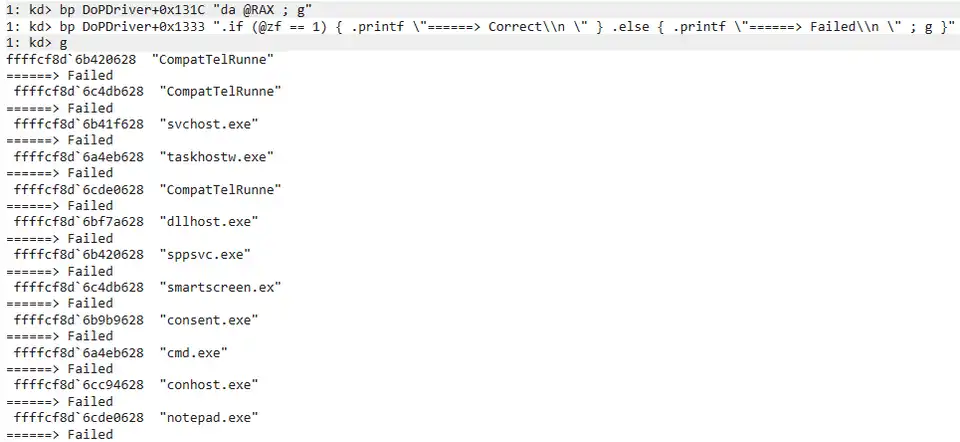 1: kd> bp DoPDriver+0x131C "da @RAX ; g"
1: kd> bp DoPDriver+0x1333 ".if (@zf == 1) { .printf \"======> Correct\\n \" } .else { .printf \"======> Failed\\n \" ; g }"
1: kd> g
ffffcf8d`6b420628  "CompatTelRunne"
======> Failed
 ffffcf8d`6c4db628  "CompatTelRunne"
======> Failed
 ffffcf8d`6b41f628  "svchost.exe"
======> Failed
 ffffcf8d`6a4eb628  "taskhostw.exe"
======> Failed
 ffffcf8d`6cde0628  "CompatTelRunne"
======> Failed
 ffffcf8d`6bf7a628  "dllhost.exe"
======> Failed
 ffffcf8d`6b420628  "sppsvc.exe"
======> Failed
 ffffcf8d`6c4db628  "smartscreen.ex"
======> Failed
 ffffcf8d`6b9b9628  "consent.exe"
======> Failed
 ffffcf8d`6a4eb628  "cmd.exe"
======> Failed
 ffffcf8d`6cc94628  "conhost.exe"
======> Failed
 ffffcf8d`6cde0628  "notepad.exe"
======> Failed